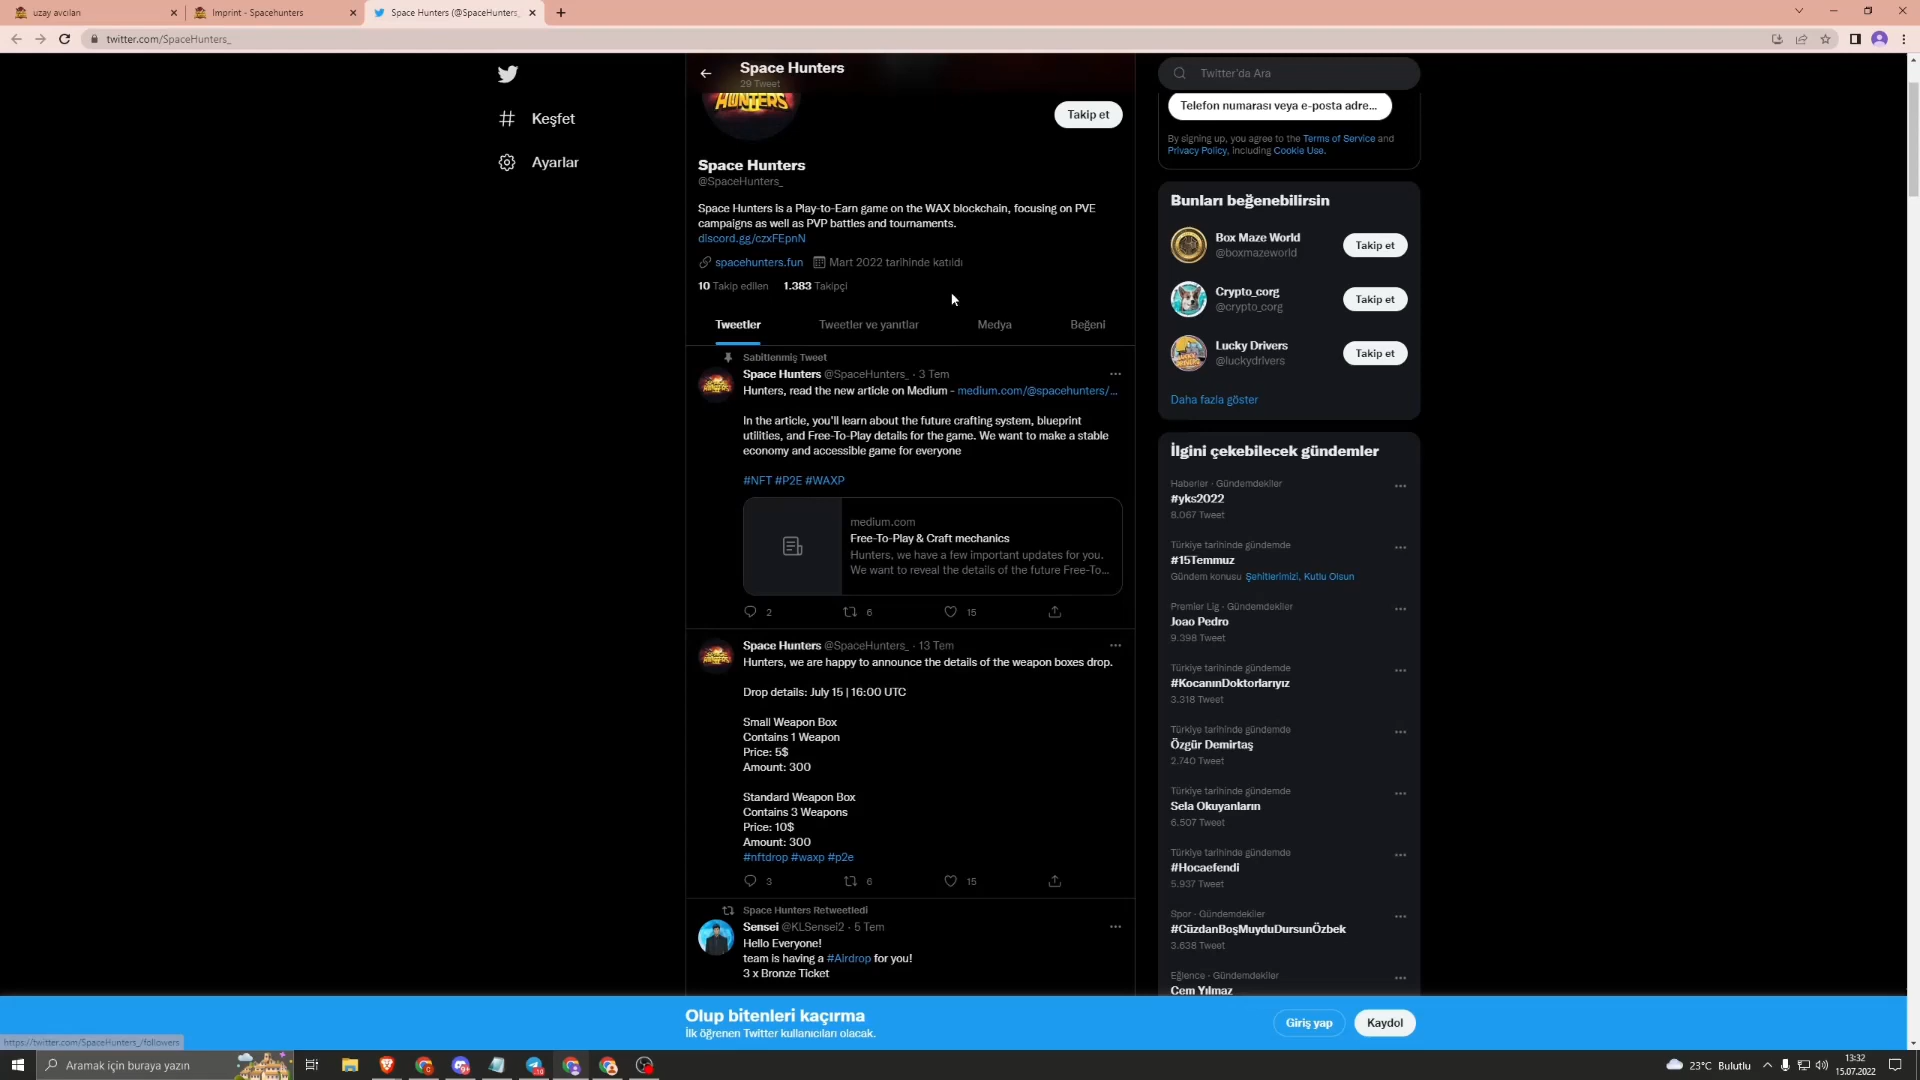 uzay avcıları
Imprint - Spacehunters
Space Hunters (@SpaceHunters_
twitter.com/SpaceHunters_
Keşfet
Ayarlar
Space Hunters
29 Tweet
HUNTERS
Takip et
Space Hunters
@SpaceHunters_
Space Hunters is a Play-to-Earn game on the WAX blockchain, focusing on PVE
campaigns as well as PVP battles and tournaments.
discord.gg/czxFEpnN
spacehunters.fun Mart 2022 tarihinde katıldı
10 Takip edilen 1.383 Takipçi
Tweetler Tweetler ve yanıtlar Medya Beğeni
Sabitlenmiş Tweet
Space Hunters @SpaceHunters_ · 3 Tem
Hunters, read the new article on Medium - medium.com/@spacehunters/...
In the article, you'll learn about the future crafting system, blueprint
utilities, and Free-To-Play details for the game. We want to make a stable
economy and accessible game for everyone
#NFT #P2E #WAXP
medium.com
Free-To-Play & Craft mechanics
Hunters, we have a few important updates for you.
We want to reveal the details of the future Free-To...
2 6 15
Space Hunters @SpaceHunters_ · 13 Tem
Hunters, we are happy to announce the details of the weapon boxes drop.
Drop details: July 15 | 16:00 UTC
Small Weapon Box
Contains 1 Weapon
Price: 5$
Amount: 300
Standard Weapon Box
Contains 3 Weapons
Price: 10$
Amount: 300
#nftdrop #waxp #p2e
3 6 15
Space Hunters Retweetledi
Sensei @KLSensei2 · 5 Tem
Hello Everyone!
team is having a #Airdrop for you!
3 x Bronze Ticket
Twitter'da Ara
Telefon numarası veya e-posta adre...
By signing up, you agree to the Terms of Service and
Privacy Policy, including Cookie Use.
Bunları beğenebilirsin
Box Maze World
@boxmazeworld
Takip et
Crypto_corg
@crypto_corg
Takip et
Lucky Drivers
@luckydrivers
Takip et
Daha fazla göster
İlgini çekebilecek gündemler
Haberler · Gündemdekiler
#yks2022
8.067 Tweet
Türkiye tarihinde gündemde
#15Temmuz
Gündem konusu Şehitlerimizi, Kutlu Olsun
Premier Lig · Gündemdekiler
Joao Pedro
9.398 Tweet
Türkiye tarihinde gündemde
#KocanınDoktorlarıyız
3.318 Tweet
Türkiye tarihinde gündemde
Özgür Demirtaş
2.740 Tweet
Türkiye tarihinde gündemde
Sela Okuyanların
6.507 Tweet
Türkiye tarihinde gündemde
#Hocaefendi
5.937 Tweet
Spor · Gündemdekiler
#CüzdanBoşMuyduDursunÖzbek
3.638 Tweet
Eğlence · Gündemdekiler
Cem Yılmaz
Olup bitenleri kaçırma
İlk öğrenen Twitter kullanıcıları olacak.
Giriş yap
Kaydol
https://twitter.com/SpaceHunters_/followers
Aramak için buraya yazın
23°C Bulutlu
13:32
15.07.2022